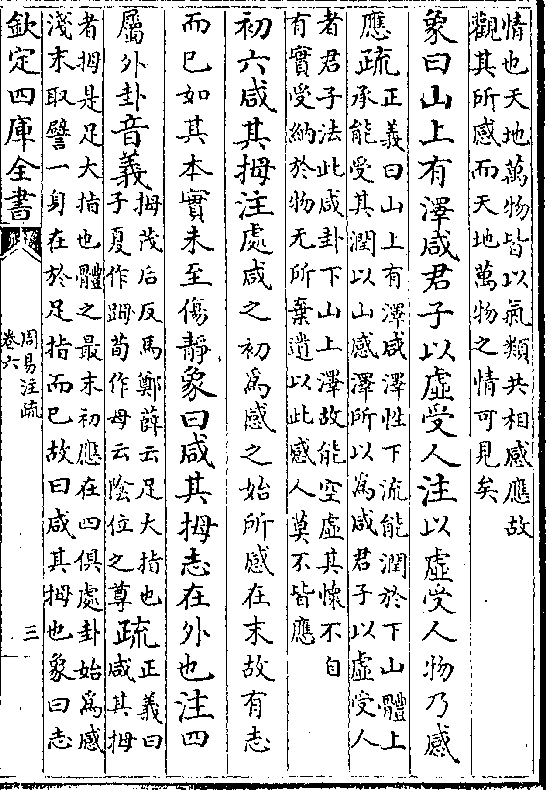 情也天地萬物皆以氣類共相感應故
觀其所感而天地萬物之情可見矣
象曰山上有澤咸君子以虛受人注以虛受人物乃感
應疏
正義曰山上有澤咸澤性下流能潤於下山體上
承能受其潤以山感澤所以為咸君子以虛受人
者君子法此咸卦下山上澤故能空虛其懷不自
有實受納於物无所棄遺以此感人莫不皆應
初六咸其拇注處咸之初為感之始所感在末故有志
而已如其本實未至傷靜象曰咸其拇志在外也注四
屬外卦音義
拇茂后反馬鄭薛云足大指也
子夏作䟦荀作母云陰位之尊
疏
正義曰
咸其拇
者拇是足大指也體之最末初應在四俱處卦始為感
淺末取譬一身在於足指而已故曰咸其拇也象曰志
欽定四庫全書
周易注疏
卷六
三